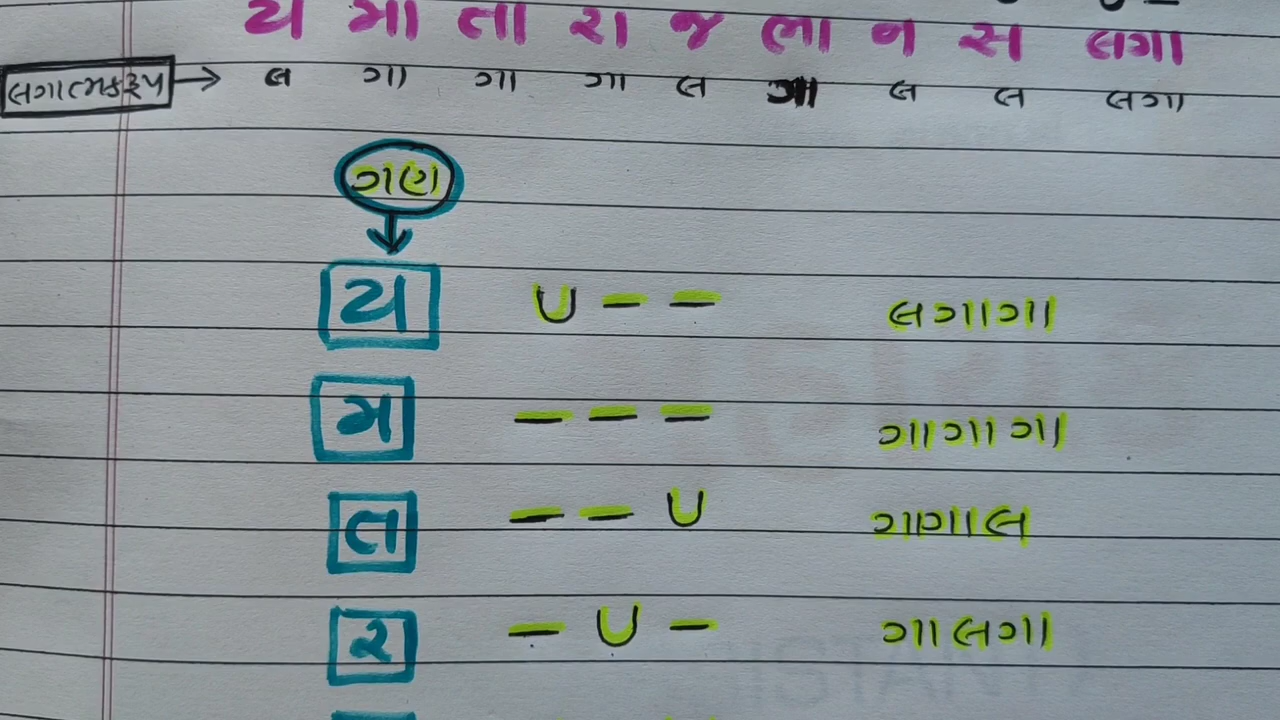 ય મા તા રા જ ભા ન સ લગા
લગાત્મકરૂપ → લ ગા ગા ગા લ ગા લ લ લગા
ગણ
ય ∪ – – લગાગા
મ – – – ગાગાગા
ત – – ∪ ગાગાલ
ર – ∪ – ગાલગા